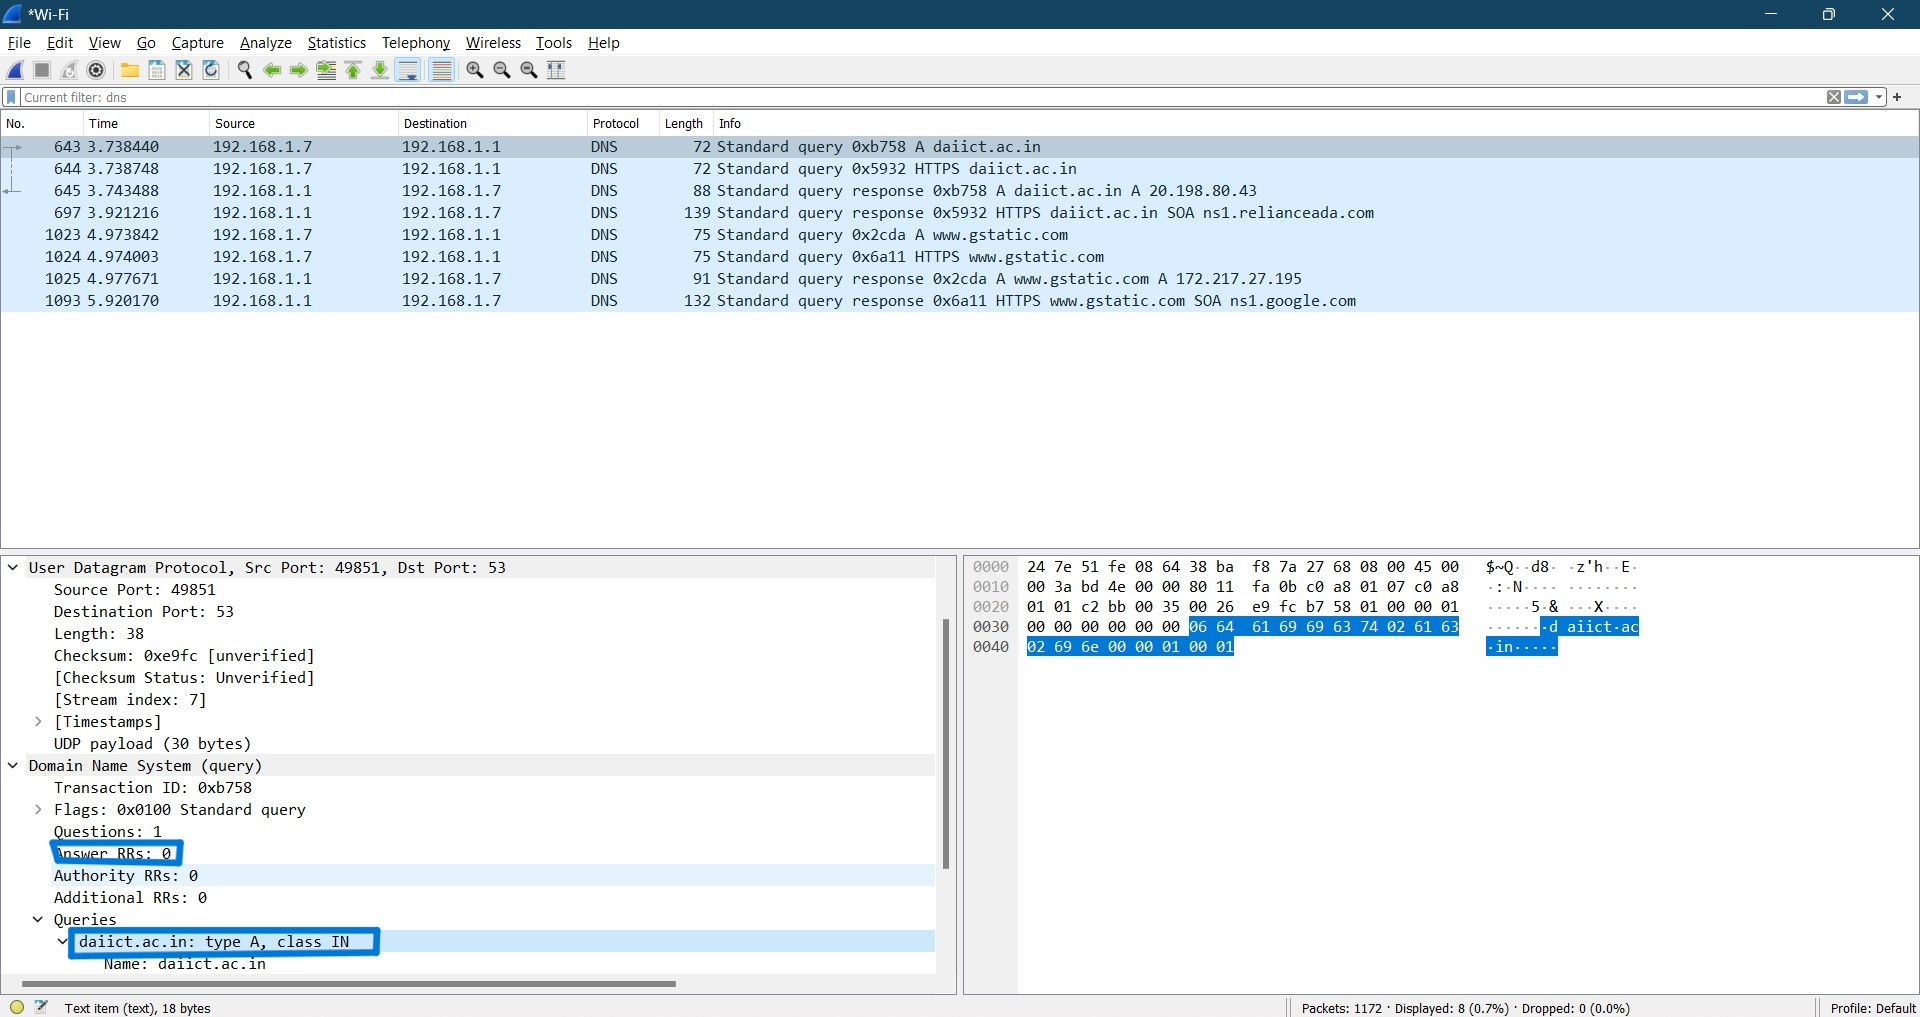 *Wi-Fi
File Edit View Go Capture Analyze Statistics Telephony Wireless Tools Help
Current filter: dns
No. Time Source Destination Protocol Length Info
643 3.738440 192.168.1.7 192.168.1.1 DNS 72 Standard query 0xb758 A daiict.ac.in
644 3.738748 192.168.1.7 192.168.1.1 DNS 72 Standard query 0x5932 HTTPS daiict.ac.in
645 3.743488 192.168.1.1 192.168.1.7 DNS 88 Standard query response 0xb758 A daiict.ac.in A 20.198.80.43
697 3.921216 192.168.1.1 192.168.1.7 DNS 139 Standard query response 0x5932 HTTPS daiict.ac.in SOA ns1.relianceada.com
1023 4.973842 192.168.1.7 192.168.1.1 DNS 75 Standard query 0x2cda A www.gstatic.com
1024 4.974003 192.168.1.7 192.168.1.1 DNS 75 Standard query 0x6a11 HTTPS www.gstatic.com
1025 4.977671 192.168.1.1 192.168.1.7 DNS 91 Standard query response 0x2cda A www.gstatic.com A 172.217.27.195
1093 5.920170 192.168.1.1 192.168.1.7 DNS 132 Standard query response 0x6a11 HTTPS www.gstatic.com SOA ns1.google.com
User Datagram Protocol, Src Port: 49851, Dst Port: 53
Source Port: 49851
Destination Port: 53
Length: 38
Checksum: 0xe9fc [unverified]
[Checksum Status: Unverified]
[Stream index: 7]
[Timestamps]
UDP payload (30 bytes)
Domain Name System (query)
Transaction ID: 0xb758
Flags: 0x0100 Standard query
Questions: 1
Answer RRs: 0
Authority RRs: 0
Additional RRs: 0
Queries
daiict.ac.in: type A, class IN
Name: daiict.ac.in
0000 24 7e 51 fe 08 64 38 ba f8 7a 27 68 08 00 45 00 $~Q··d8· ·z'h··E·
0010 00 3a bd 4e 00 00 80 11 fa 0b c0 a8 01 07 c0 a8 ·:·N···· ········
0020 01 01 c2 bb 00 35 00 26 e9 fc b7 58 01 00 00 01 ·····5·& ···X····
0030 00 00 00 00 00 00 06 64 61 69 69 63 74 02 61 63 ·······d aiict·ac
0040 02 69 6e 00 00 01 00 01 ·in·····
Text item (text), 18 bytes
Packets: 1172 · Displayed: 8 (0.7%) · Dropped: 0 (0.0%)
Profile: Default